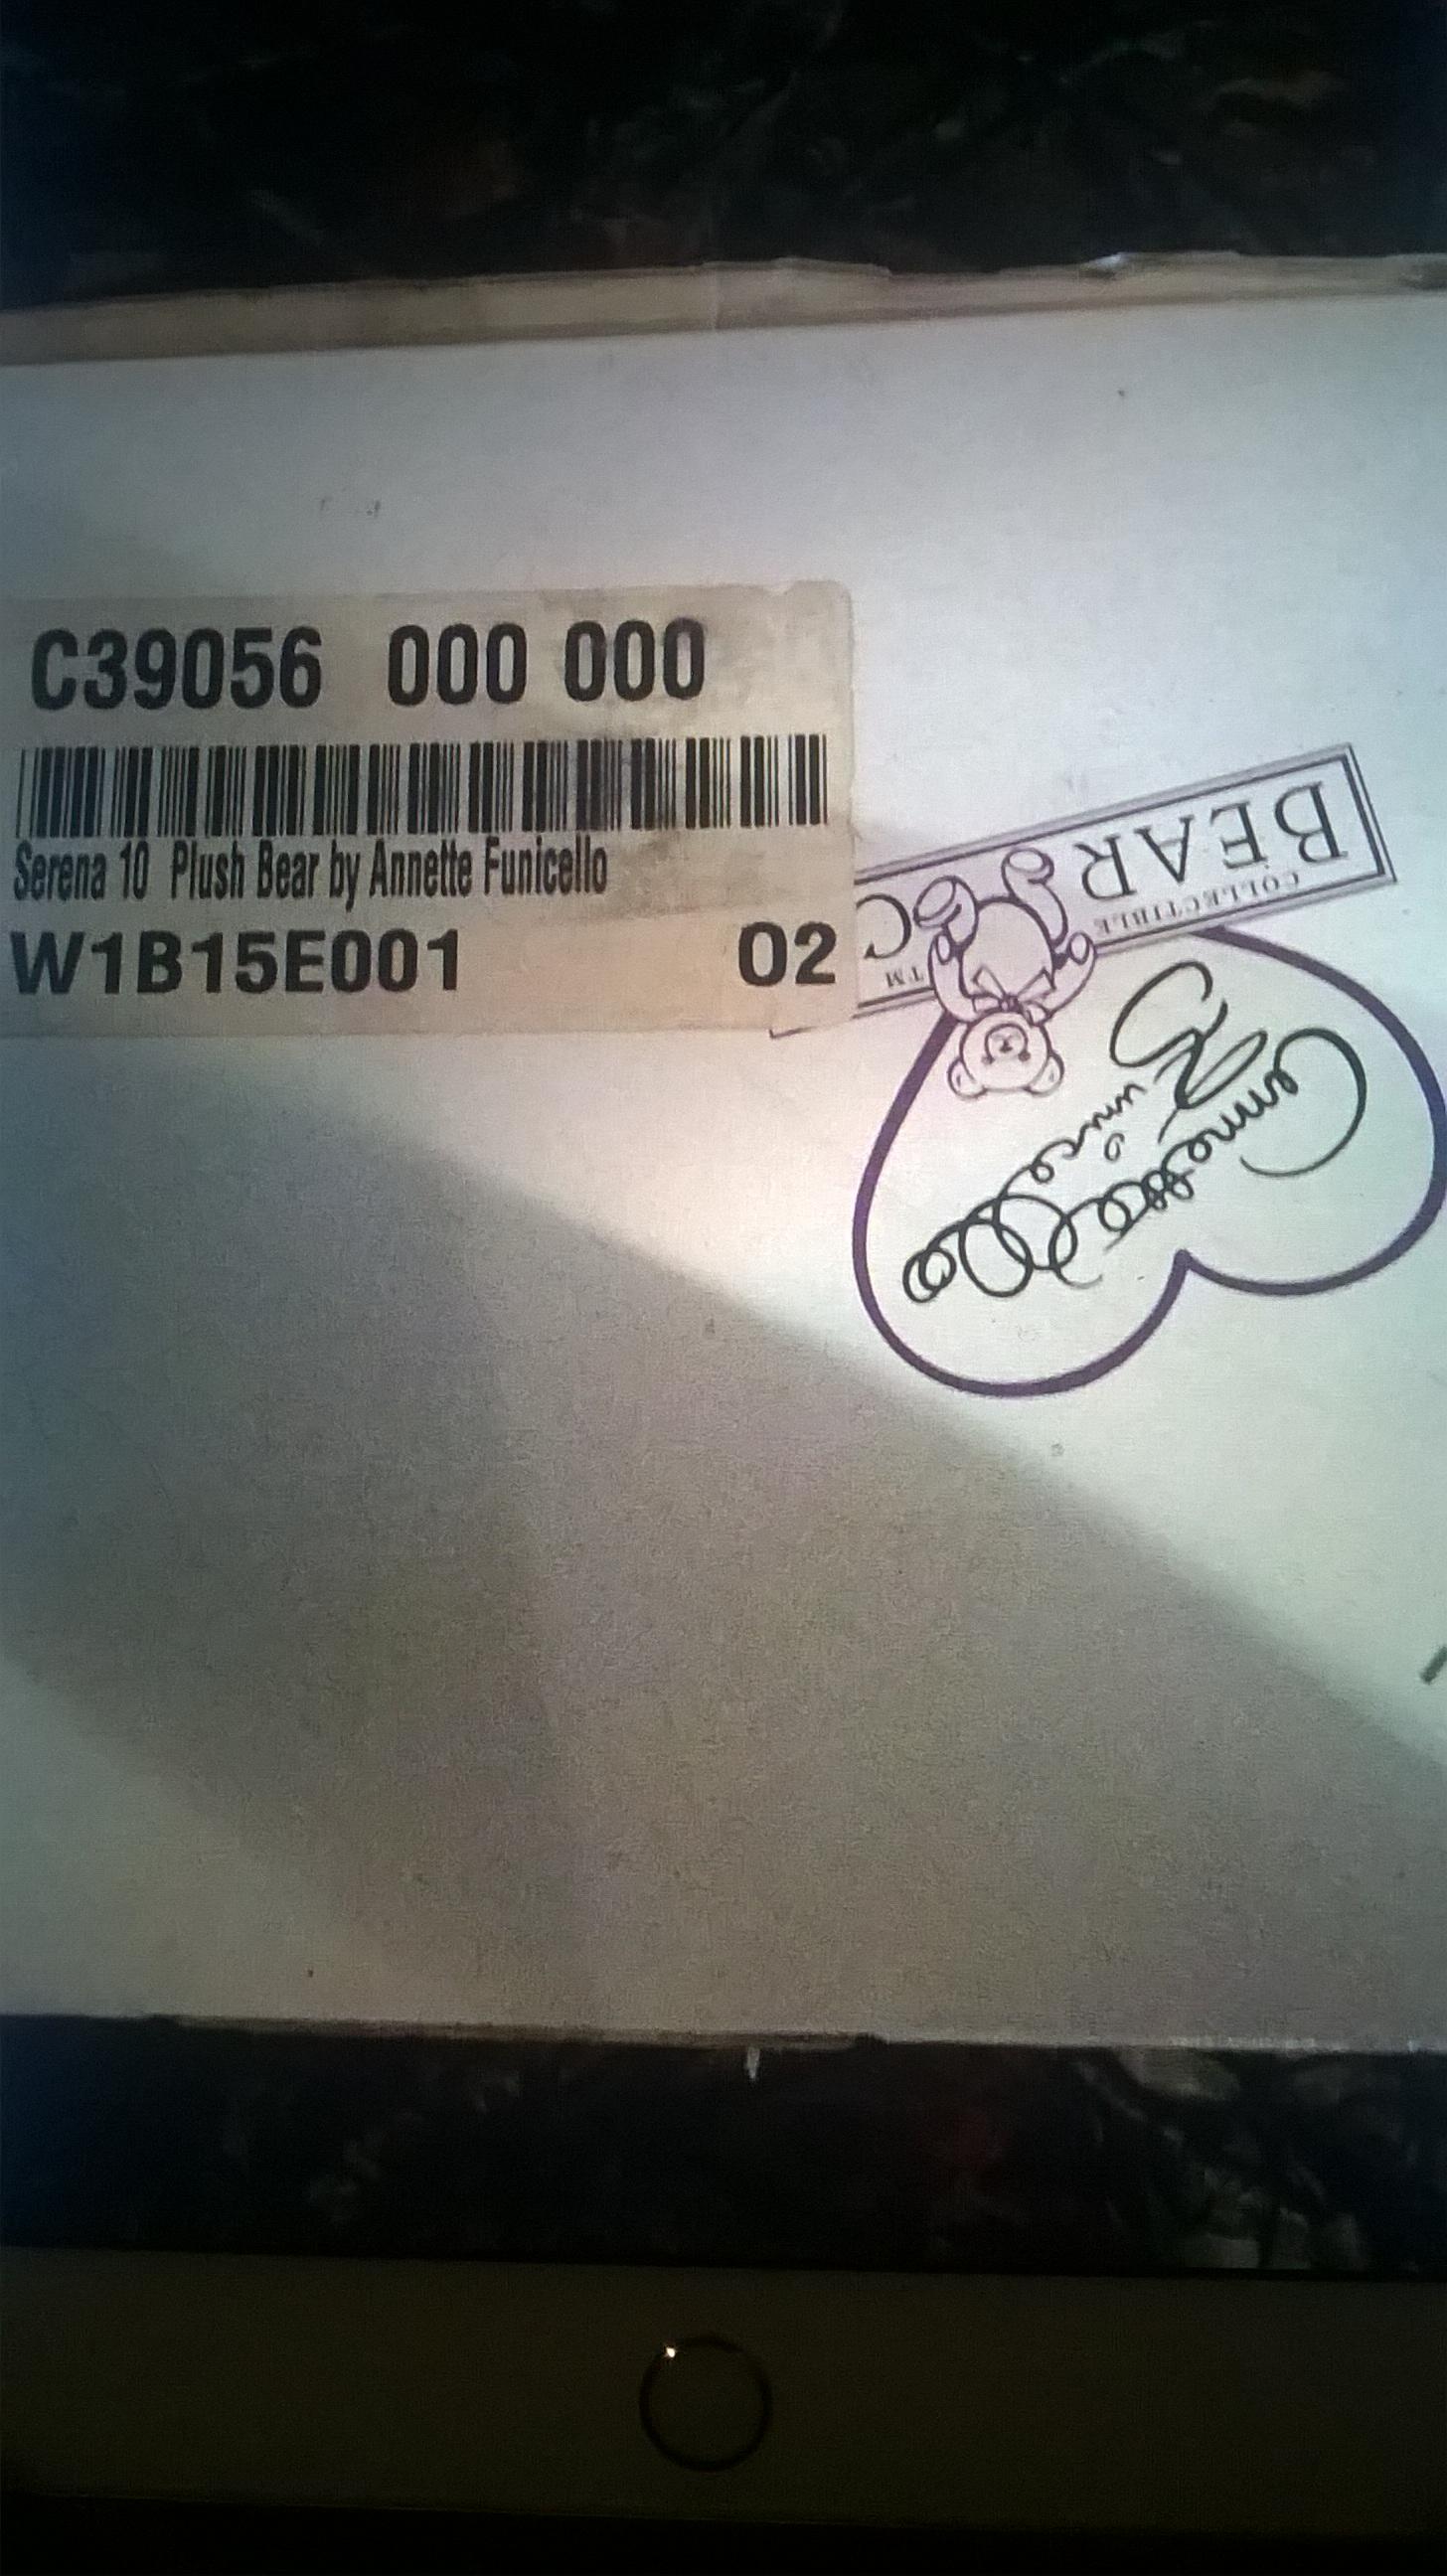 C39056 000 000
Serena 10 Plush Bear by Annette Funicello
W1B15E001 02
Annette
Funicello
COLLECTIBLE
BEAR C
TM